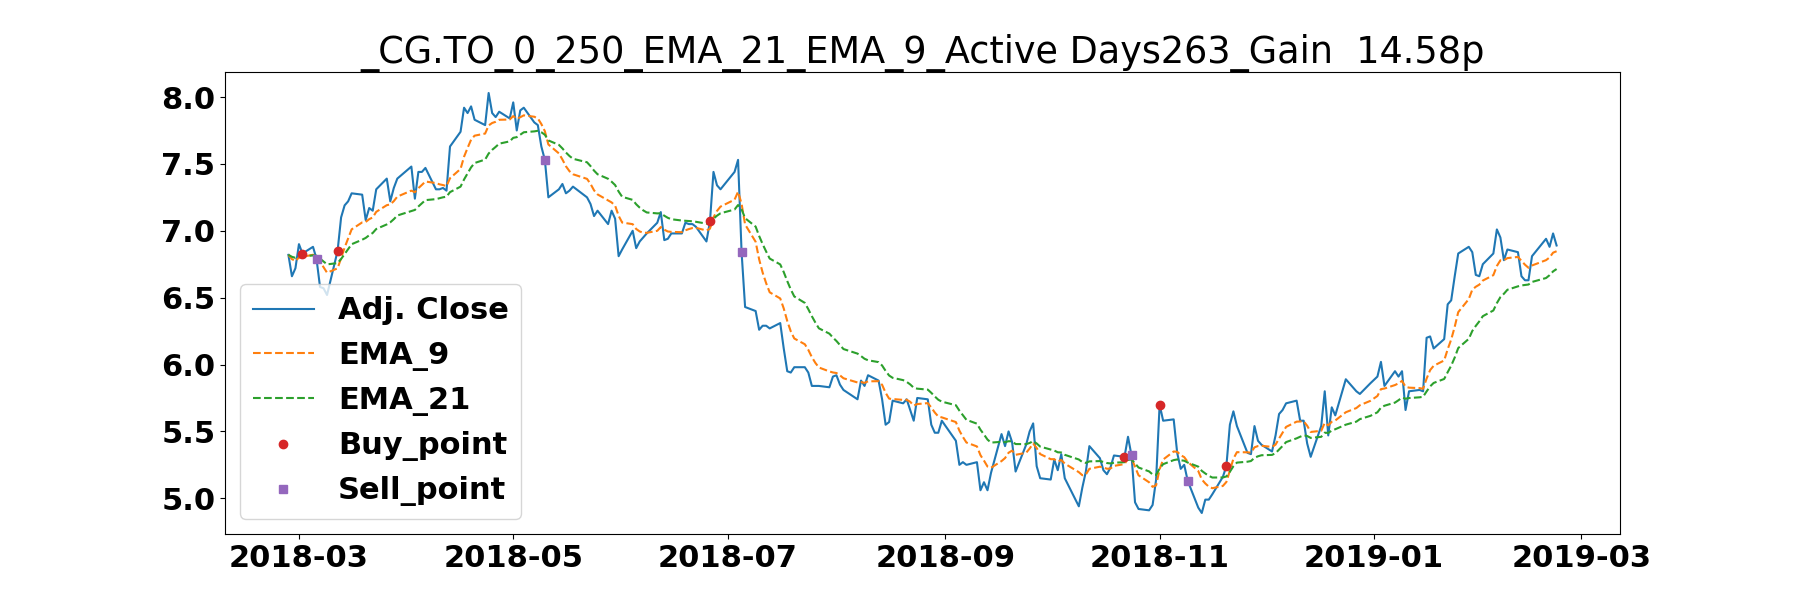 _CG.TO_0_250_EMA_21_EMA_9_Active Days263_Gain  14.58p
8.0
7.5
7.0
6.5
6.0
5.5
5.0
Adj. Close
EMA_9
EMA_21
Buy_point
Sell_point
2018-03 2018-05 2018-07 2018-09 2018-11 2019-01 2019-03